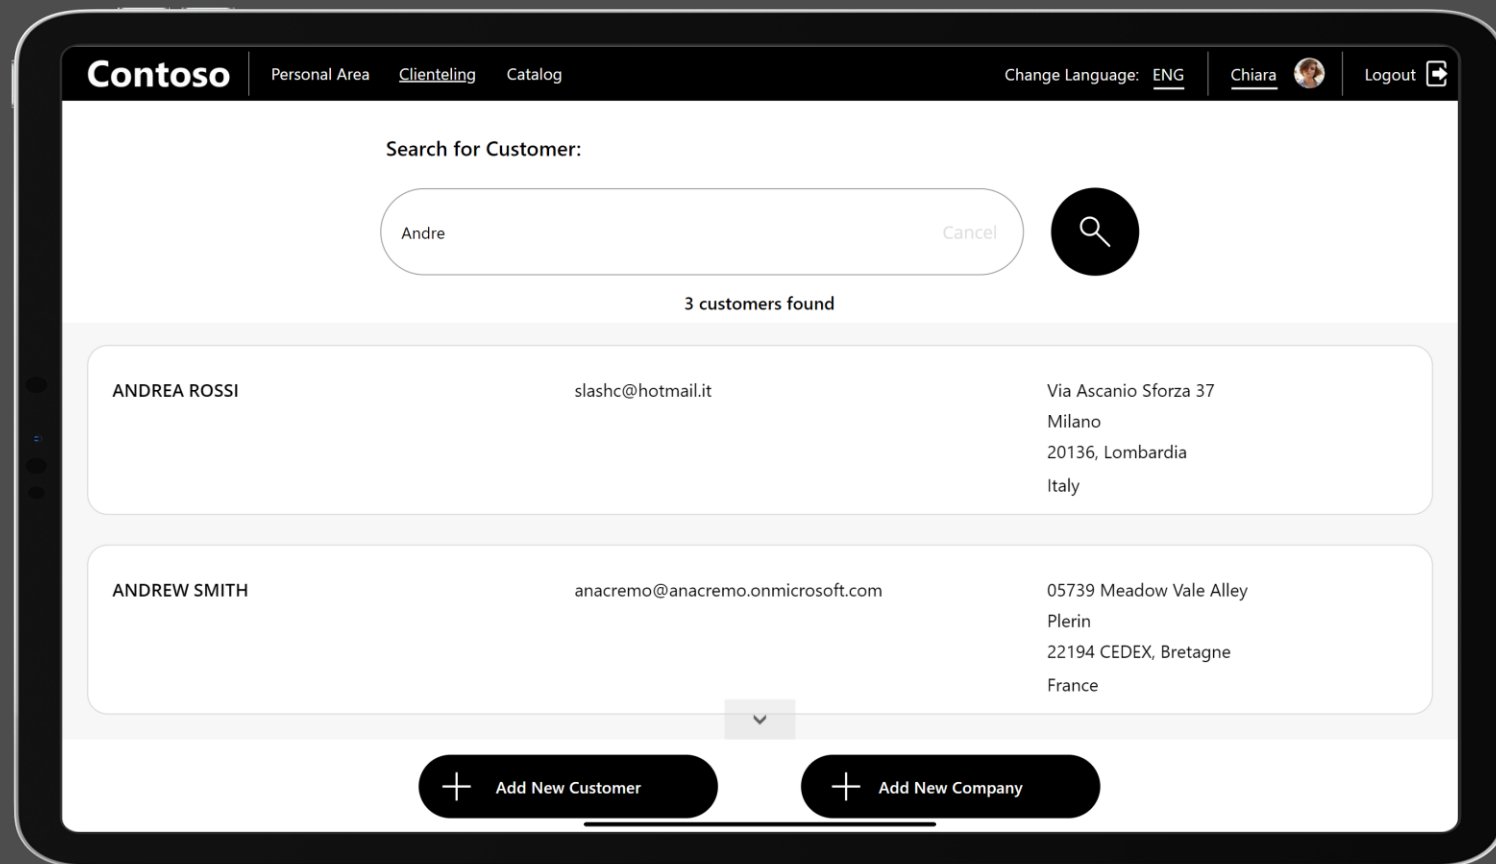 Contoso
Personal Area
Clienteling
Catalog
Change Language: ENG
Chiara
Logout
Search for Customer:
Andre
Cancel
3 customers found
ANDREA ROSSI
slashc@hotmail.it
Via Ascanio Sforza 37
Milano
20136, Lombardia
Italy
ANDREW SMITH
anacremo@anacremo.onmicrosoft.com
05739 Meadow Vale Alley
Plerin
22194 CEDEX, Bretagne
France
Add New Customer
Add New Company